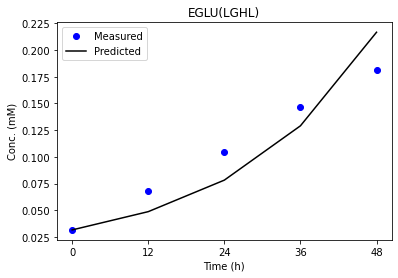 EGLU(LGHL)
Measured
Predicted
0.225
0.200
0.175
0.150
0.125
0.100
0.075
0.050
0.025
Conc. (mM)
0 12 24 36 48
Time (h)